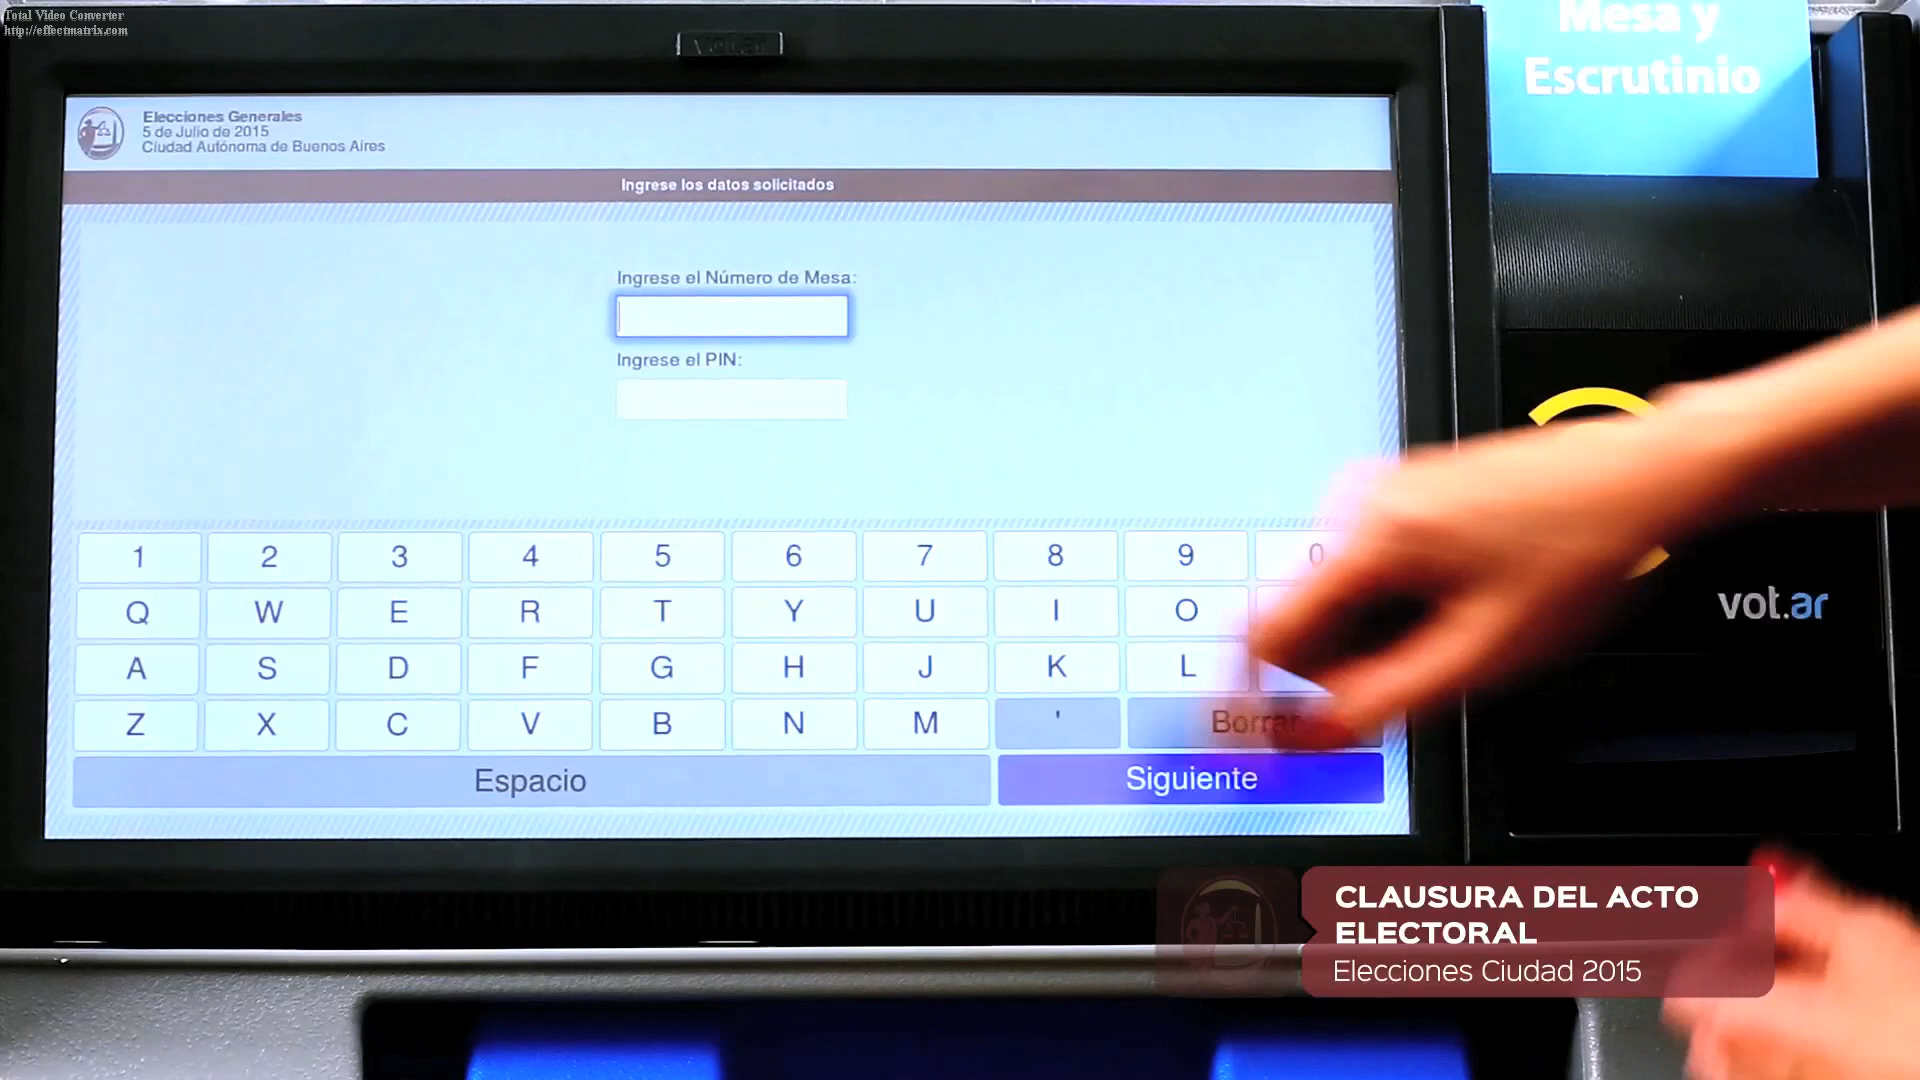 Total Video Converter
http://effectmatrix.com
vot.ar
Mesa y
Escrutinio
Elecciones Generales
5 de Julio de 2015
Ciudad Autónoma de Buenos Aires
Ingrese los datos solicitados
Ingrese el Número de Mesa:
Ingrese el PIN:
1 2 3 4 5 6 7 8 9 0
Q W E R T Y U I O
A S D F G H J K L
Z X C V B N M ' Borrar
Espacio Siguiente
vot.ar
CLAUSURA DEL ACTO
ELECTORAL
Elecciones Ciudad 2015